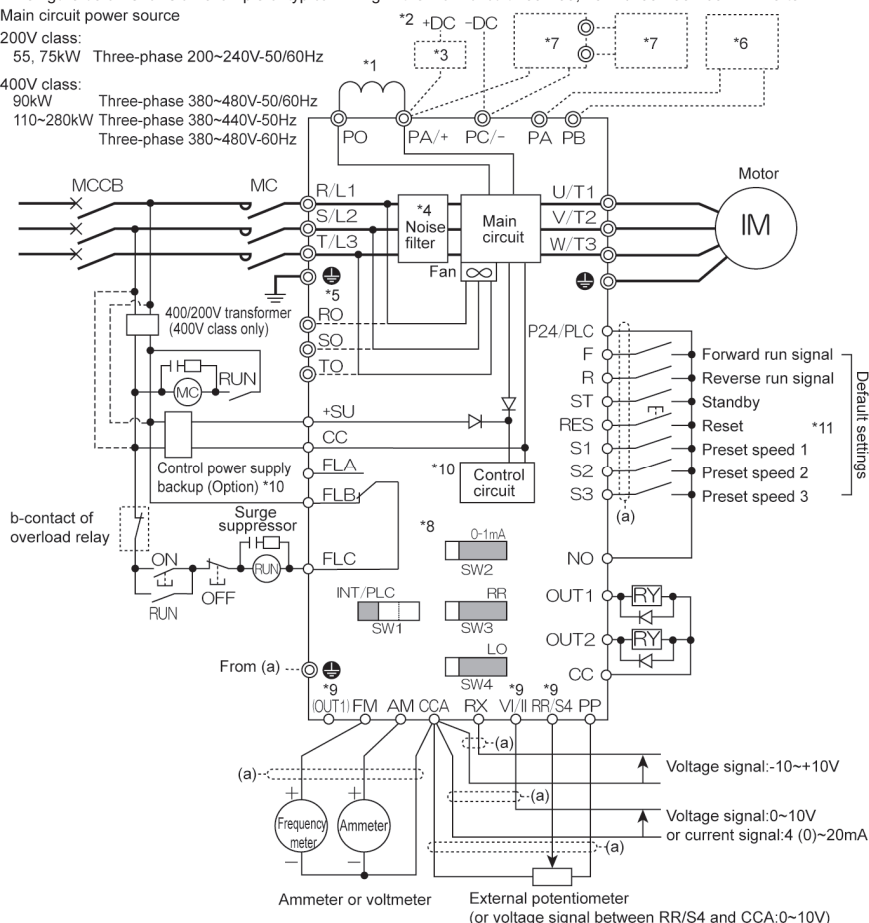 Main circuit power source
200V class:
55, 75kW Three-phase 200~240V-50/60Hz
400V class:
90kW Three-phase 380~480V-50/60Hz
110~280kW Three-phase 380~440V-50Hz
Three-phase 380~480V-60Hz
*1
*2 +DC -DC
*3
*7
*7
*6
PO
PA/+
PC/-
PA
PB
MCCB
MC
R/L1
S/L2
T/L3
*4
Noise
filter
Main
circuit
Fan
U/T1
V/T2
W/T3
Motor
IM
*5
400/200V transformer
(400V class only)
RO
SO
TO
MC
RUN
+SU
CC
FLA
FLB
FLC
Control power supply
backup (Option) *10
*10
Control
circuit
P24/PLC
F
Forward run signal
R
Reverse run signal
ST
Standby
RES
Reset
S1
Preset speed 1
S2
Preset speed 2
S3
Preset speed 3
*11
Default settings
(a)
b-contact of
overload relay
Surge
suppressor
ON
RUN
OFF
RUN
*8
0-1mA
SW2
INT/PLC
SW1
RR
SW3
LO
SW4
NO
OUT1
RY
OUT2
RY
CC
From (a)
*9
(OUT1)
FM
AM
CCA
RX
*9
VI/II
*9
RR/S4
PP
(a)
Voltage signal:-10~+10V
(a)
(a)
Voltage signal:0~10V
or current signal:4 (0)~20mA
(a)
+
Frequency
meter
−
+
Ammeter
−
Ammeter or voltmeter
External potentiometer
(or voltage signal between RR/S4 and CCA:0~10V)